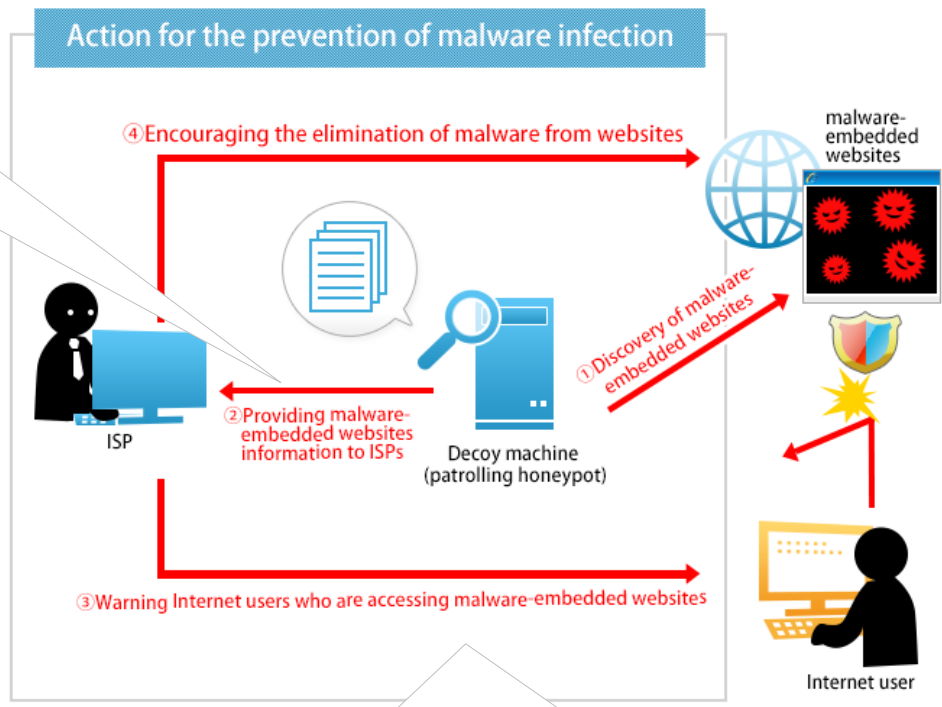 Action for the prevention of malware infection
④Encouraging the elimination of malware from websites
malware-
embedded
websites
①Discovery of malware-
embedded websites
②Providing malware-
embedded websites
information to ISPs
ISP
Decoy machine
(patrolling honeypot)
③Warning Internet users who are accessing malware-embedded websites
Internet user